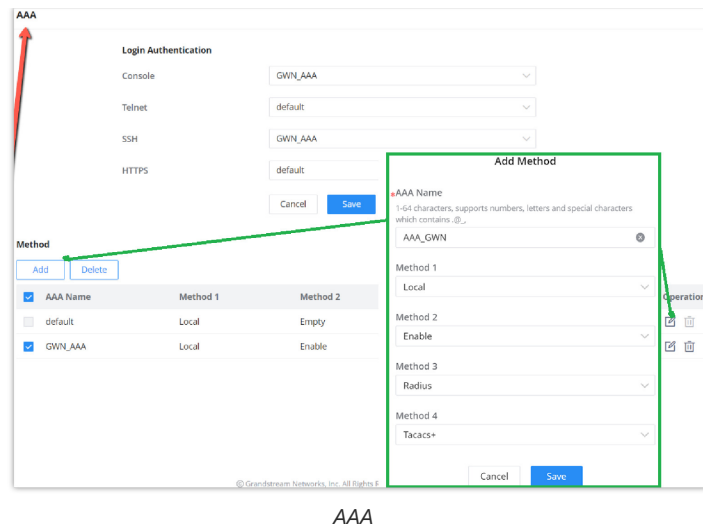 AAA
Login Authentication
Console GWN_AAA
Telnet default
SSH GWN_AAA
HTTPS default
Cancel Save
Method
Add Delete
AAA Name Method 1 Method 2 Operation
default Local Empty
GWN_AAA Local Enable
Add Method
*AAA Name
1-64 characters, supports numbers, letters and special characters
which contains .@_,
AAA_GWN
Method 1
Local
Method 2
Enable
Method 3
Radius
Method 4
Tacacs+
Cancel Save
© Grandstream Networks, Inc. All Rights
AAA